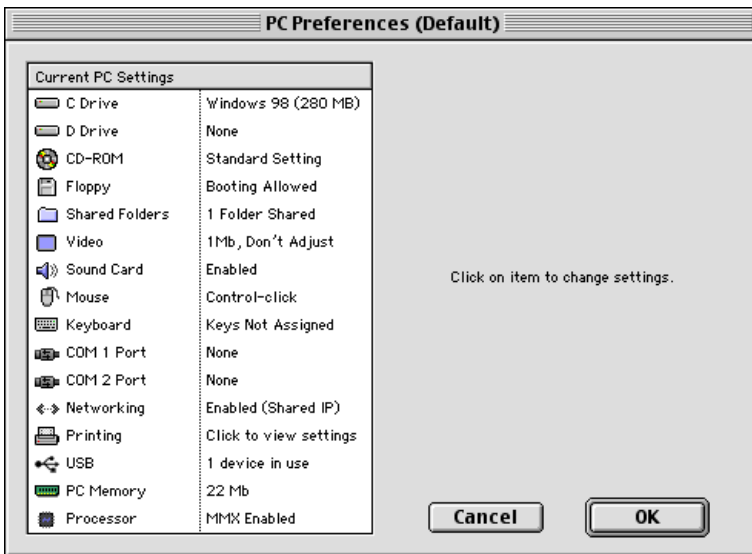 PC Preferences (Default)
Current PC Settings
C Drive Windows 98 (280 MB)
D Drive None
CD-ROM Standard Setting
Floppy Booting Allowed
Shared Folders 1 Folder Shared
Video 1Mb, Don't Adjust
Sound Card Enabled
Mouse Control-click
Keyboard Keys Not Assigned
COM 1 Port None
COM 2 Port None
Networking Enabled (Shared IP)
Printing Click to view settings
USB 1 device in use
PC Memory 22 Mb
Processor MMX Enabled
Click on item to change settings.
Cancel OK